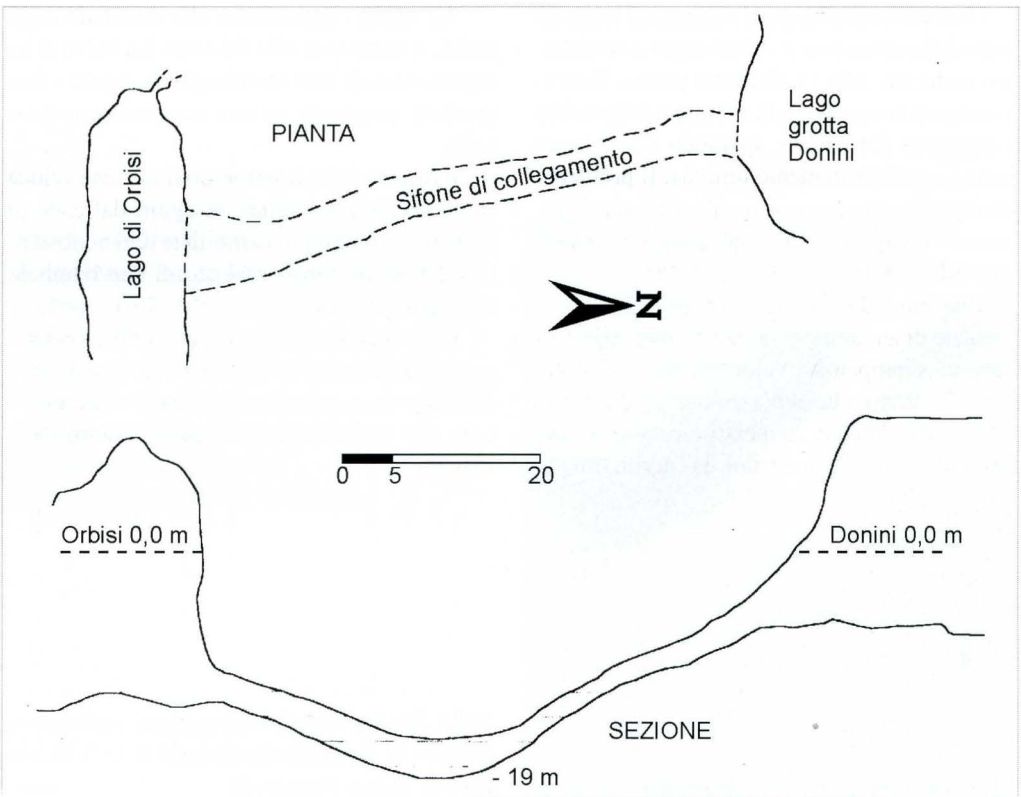 PIANTA
Lago di Orbisi
Sifone di collegamento
Lago
grotta
Donini
N
0 5 20
Orbisi 0,0 m
Donini 0,0 m
SEZIONE
- 19 m